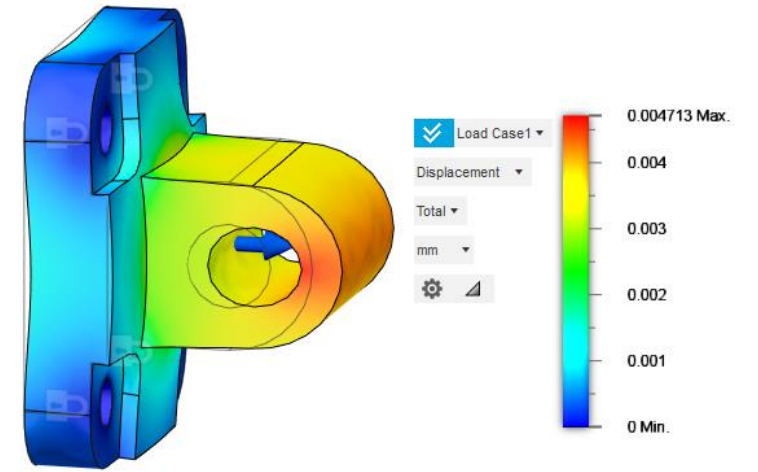 Load Case1
Displacement
Total
mm
0.004713 Max.
0.004
0.003
0.002
0.001
0 Min.